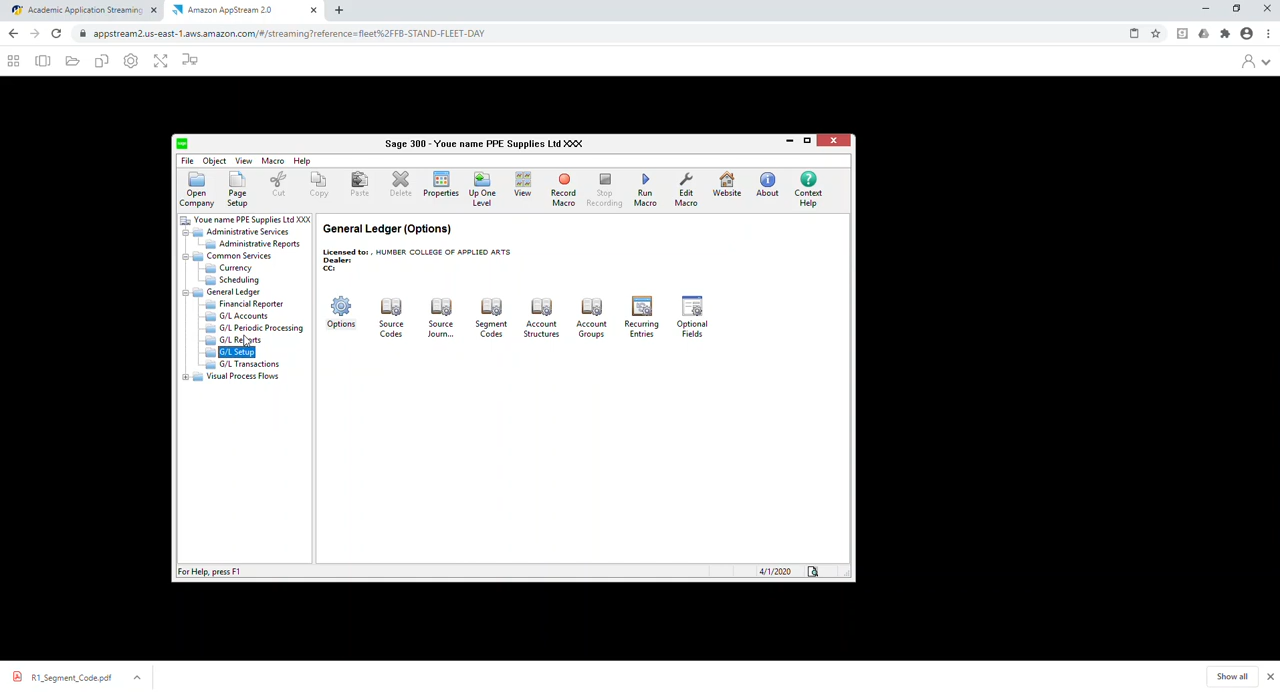 Academic Application Streaming
Amazon AppStream 2.0
appstream2.us-east-1.aws.amazon.com/#/streaming?reference=fleet%2FFB-STAND-FLEET-DAY
Sage 300 - Youe name PPE Supplies Ltd XXX
File Object View Macro Help
Open Company
Page Setup
Cut
Copy
Paste
Delete
Properties
Up One Level
View
Record Macro
Stop Recording
Run Macro
Edit Macro
Website
About
Context Help
Youe name PPE Supplies Ltd XXX
Administrative Services
Administrative Reports
Common Services
Currency
Scheduling
General Ledger
Financial Reporter
G/L Accounts
G/L Periodic Processing
G/L Reports
G/L Setup
G/L Transactions
Visual Process Flows
General Ledger (Options)
Licensed to: , HUMBER COLLEGE OF APPLIED ARTS
Dealer:
CC:
Options
Source Codes
Source Journ...
Segment Codes
Account Structures
Account Groups
Recurring Entries
Optional Fields
For Help, press F1
4/1/2020
R1_Segment_Code.pdf
Show all